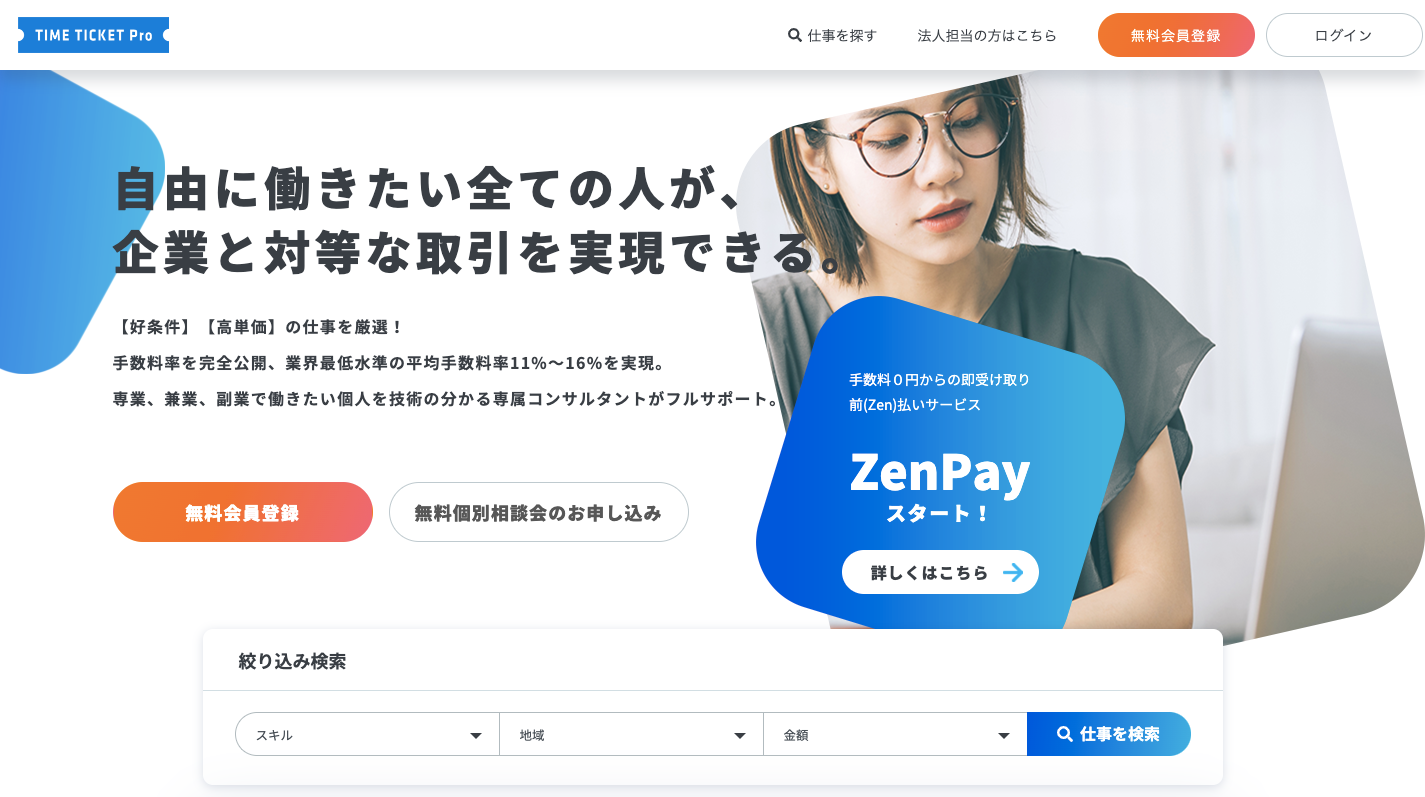 TIME TICKET Pro
仕事を探す
法人担当の方はこちら
無料会員登録
ログイン
自由に働きたい全ての人が、
企業と対等な取引を実現できる。
【好条件】【高単価】の仕事を厳選！
手数料率を完全公開、業界最低水準の平均手数料率11%〜16%を実現。
専業、兼業、副業で働きたい個人を技術の分かる専属コンサルタントがフルサポート。
無料会員登録
無料個別相談会のお申し込み
手数料０円からの即受け取り
前(Zen)払いサービス
ZenPay
スタート！
詳しくはこちら
絞り込み検索
スキル
地域
金額
仕事を検索